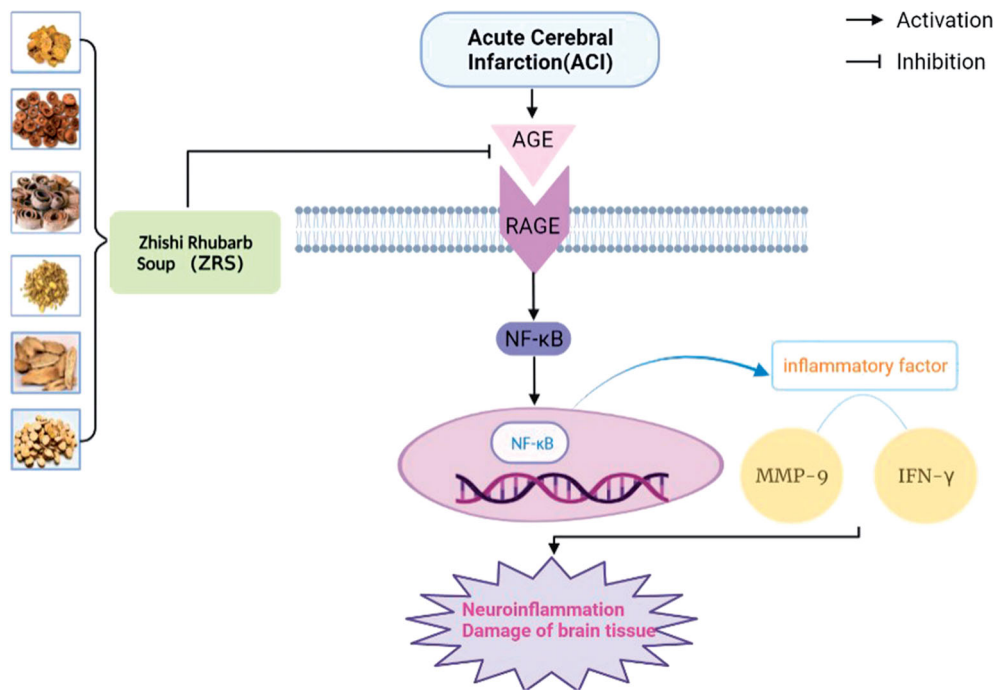 Activation
Inhibition
Acute Cerebral
Infarction(ACI)
AGE
RAGE
Zhishi Rhubarb
Soup （ZRS）
NF-κB
inflammatory factor
NF-κB
MMP-9
IFN-γ
Neuroinflammation
Damage of brain tissue